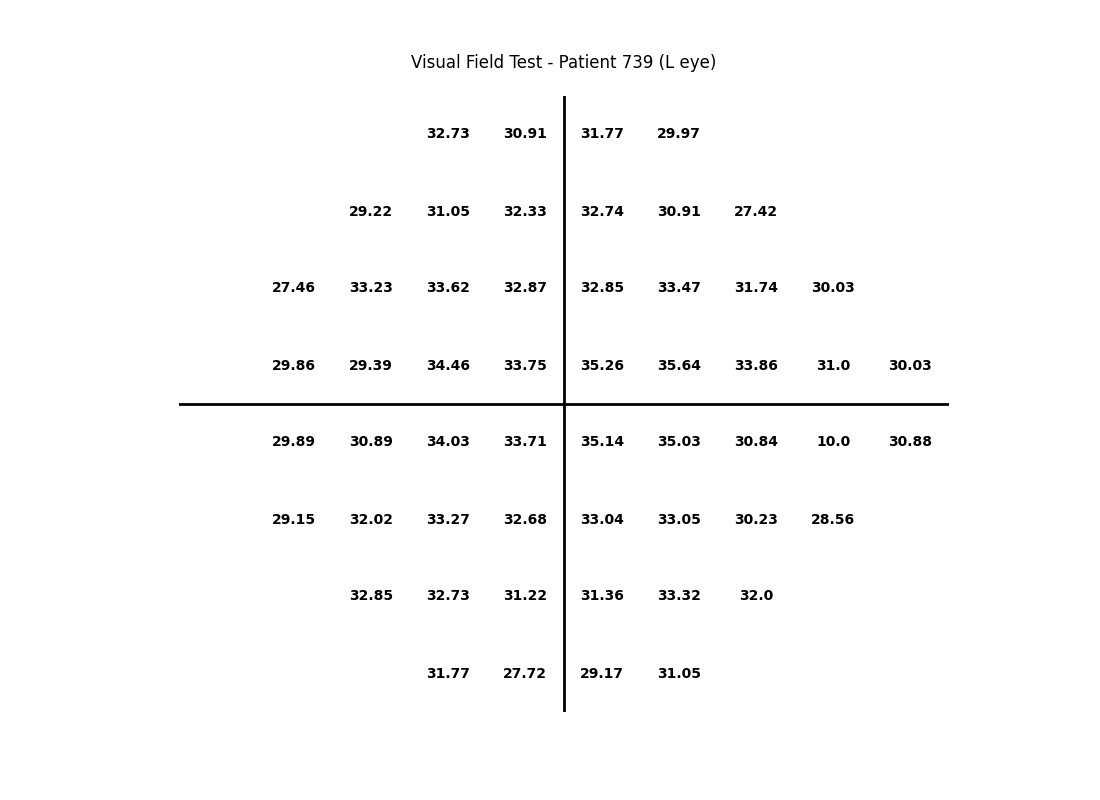 Visual Field Test - Patient 739 (L eye)
32.73 30.91 31.77 29.97
29.22 31.05 32.33 32.74 30.91 27.42
27.46 33.23 33.62 32.87 32.85 33.47 31.74 30.03
29.86 29.39 34.46 33.75 35.26 35.64 33.86 31.0 30.03
29.89 30.89 34.03 33.71 35.14 35.03 30.84 10.0 30.88
29.15 32.02 33.27 32.68 33.04 33.05 30.23 28.56
32.85 32.73 31.22 31.36 33.32 32.0
31.77 27.72 29.17 31.05